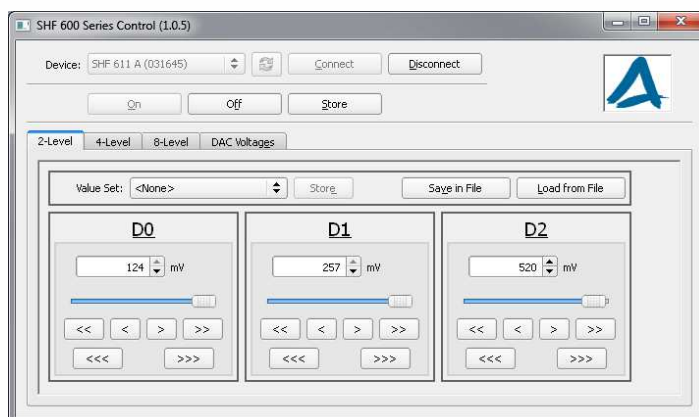 SHF 600 Series Control (1.0.5)
Device: SHF 611 A (031645) Connect Disconnect
On Off Store
2-Level 4-Level 8-Level DAC Voltages
Value Set: <None> Store Save in File Load from File
D0 D1 D2
124 mV 257 mV 520 mV
<< < > >> << < > >> << < > >>
<<< >>> <<< >>> <<< >>>